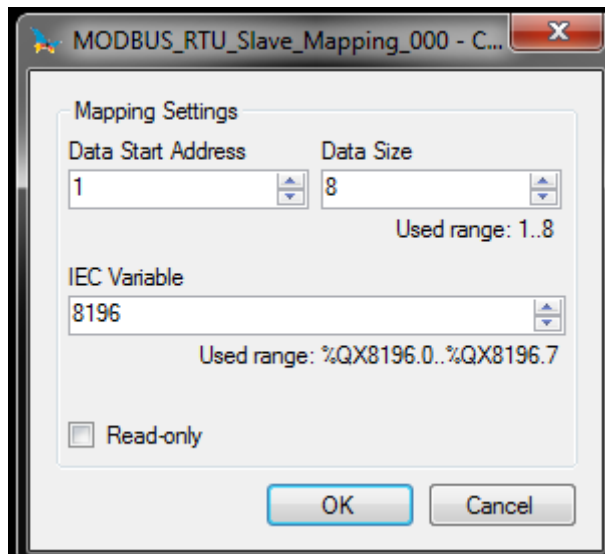 MODBUS_RTU_Slave_Mapping_000 - C...
Mapping Settings
Data Start Address Data Size
1 8
Used range: 1..8
IEC Variable
8196
Used range: %QX8196.0..%QX8196.7
Read-only
OK Cancel